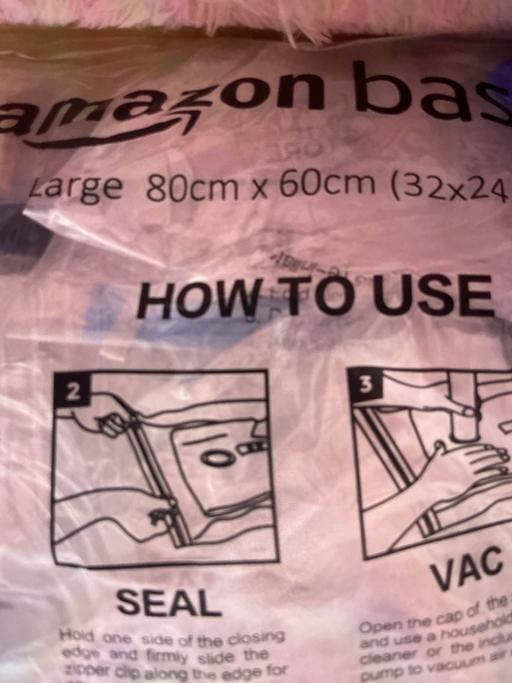 amazon bas
Large 80cm x 60cm (32x24
HOW TO USE
2
3
SEAL
VAC
Hold one side of the closing
edge and firmly slide the
zipper clip along the edge for
Open the cap of the
and use a household
cleaner or the inclu
pump to vacuum air